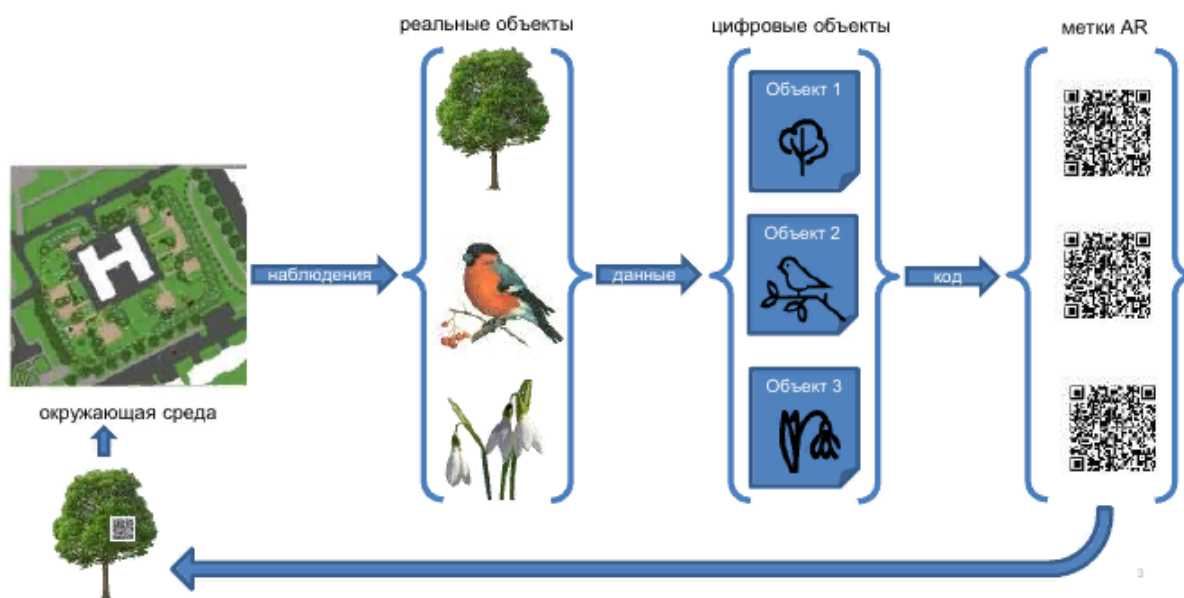 реальные объекты
цифровые объекты
метки AR
Объект 1
Объект 2
наблюдения
данные
код
Объект 3
окружающая среда
3